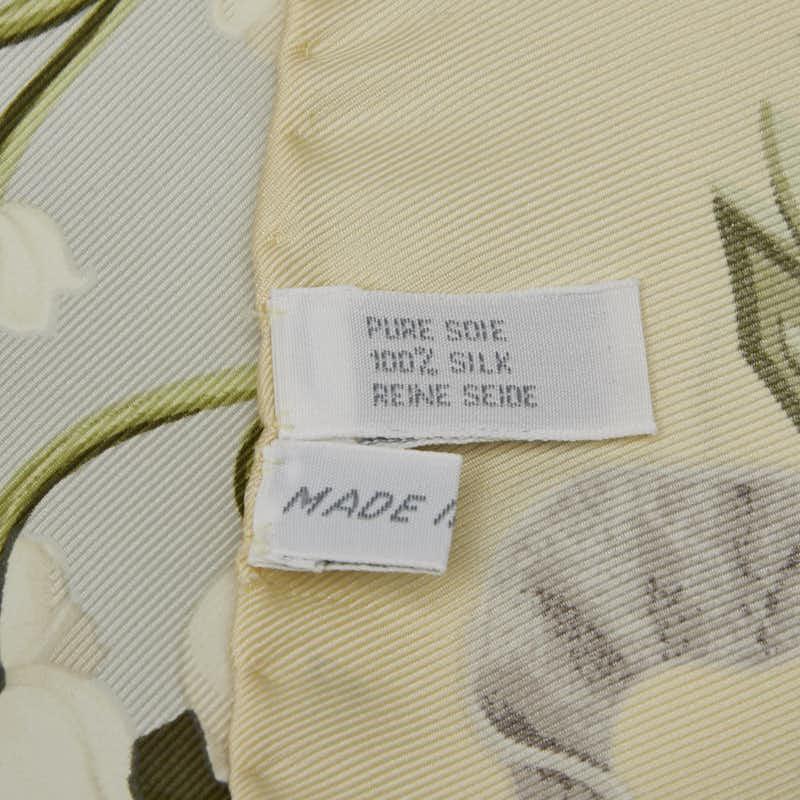 PURE SOIE
100% SILK
REINE SEIDE
MADE